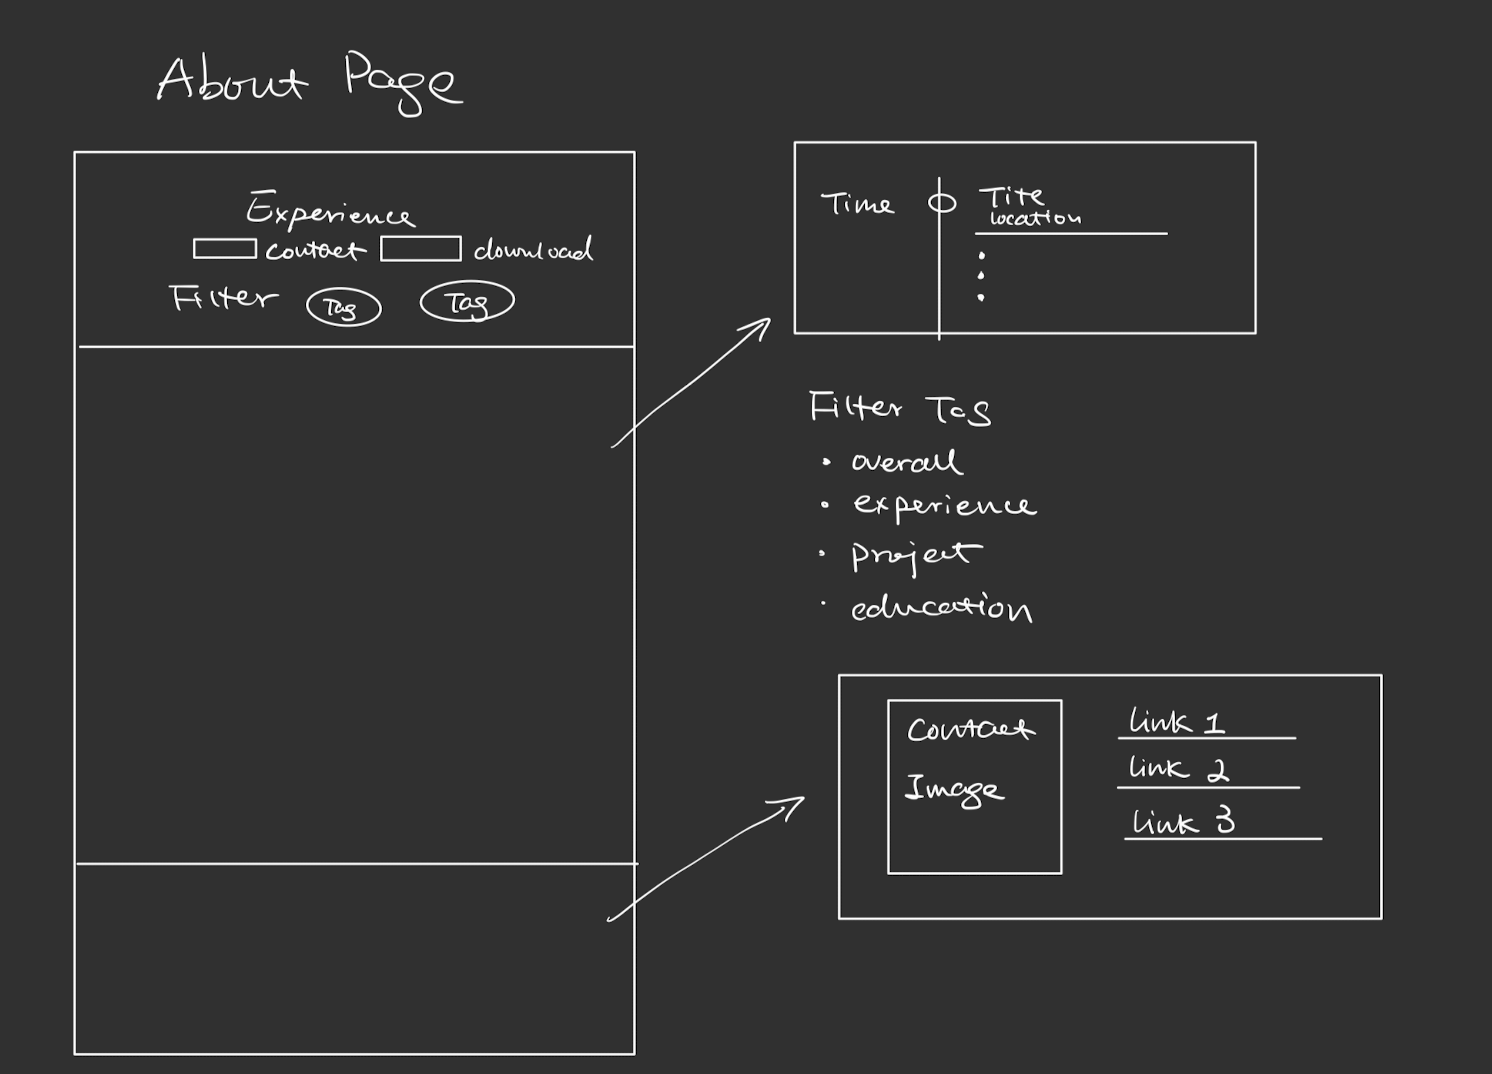 About Page
Experience
contact download
Filter Tag Tag
Time Tite
location
Filter Tag
• overall
• experience
• project
• education
Contact
Image
link 1
link 2
link 3